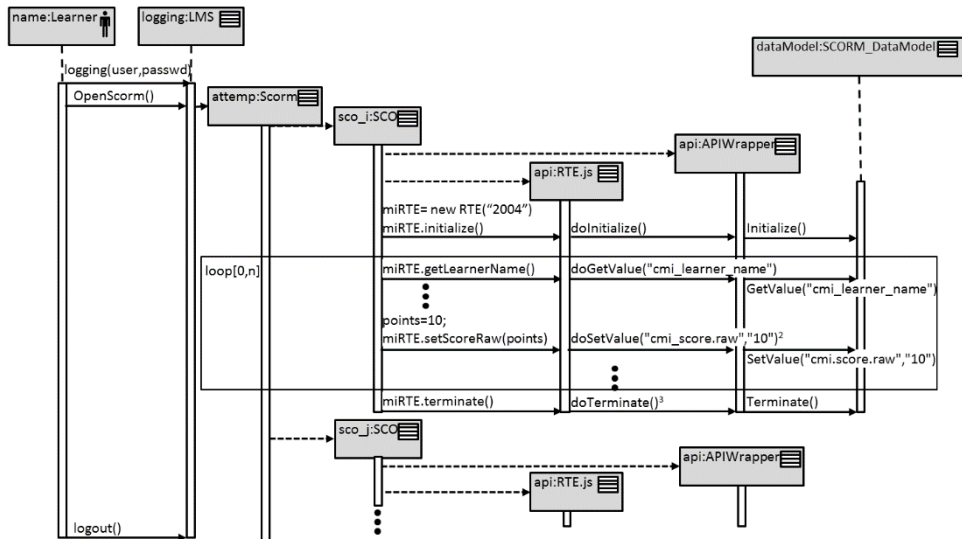 name:Learner
logging:LMS
dataModel:SCORM_DataModel
logging(user,passwd)
OpenScorm()
attemp:Scorm
sco_i:SCO
api:APIWrapper
api:RTE.js
miRTE= new RTE(“2004”)
miRTE.initialize()
doInitialize()
Initialize()
loop[0,n]
miRTE.getLearnerName()
doGetValue("cmi_learner_name")
GetValue("cmi_learner_name")
points=10;
miRTE.setScoreRaw(points)
doSetValue("cmi_score.raw","10")²
SetValue("cmi.score.raw","10")
miRTE.terminate()
doTerminate()³
Terminate()
sco_j:SCO
api:APIWrapper
api:RTE.js
logout()